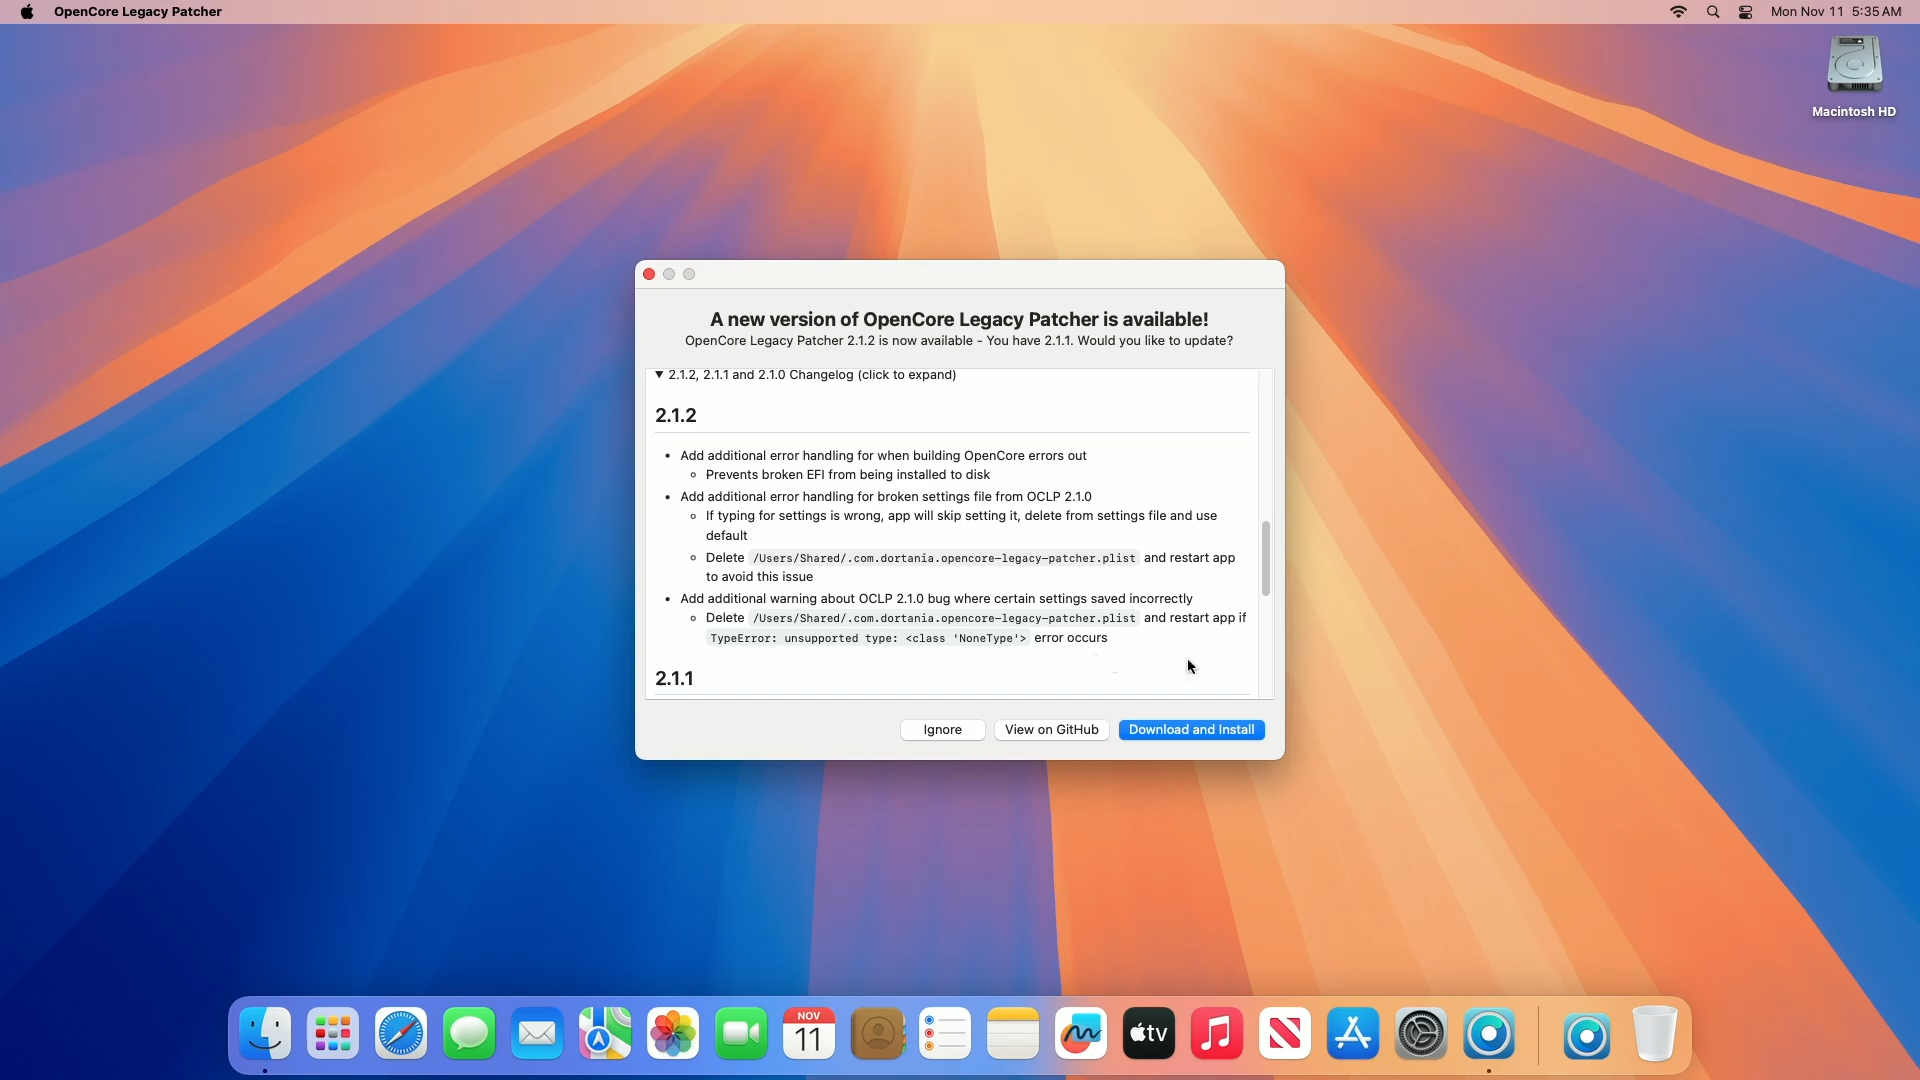 OpenCore Legacy Patcher
Mon Nov 11 5:35 AM
Macintosh HD
A new version of OpenCore Legacy Patcher is available!
OpenCore Legacy Patcher 2.1.2 is now available - You have 2.1.1. Would you like to update?
▼ 2.1.2, 2.1.1 and 2.1.0 Changelog (click to expand)
2.1.2
• Add additional error handling for when building OpenCore errors out
◦ Prevents broken EFI from being installed to disk
• Add additional error handling for broken settings file from OCLP 2.1.0
◦ If typing for settings is wrong, app will skip setting it, delete from settings file and use
default
◦ Delete /Users/Shared/.com.dortania.opencore-legacy-patcher.plist and restart app
to avoid this issue
• Add additional warning about OCLP 2.1.0 bug where certain settings saved incorrectly
◦ Delete /Users/Shared/.com.dortania.opencore-legacy-patcher.plist and restart app if
TypeError: unsupported type: <class 'NoneType'> error occurs
2.1.1
Ignore
View on GitHub
Download and Install
NOV
11
tv